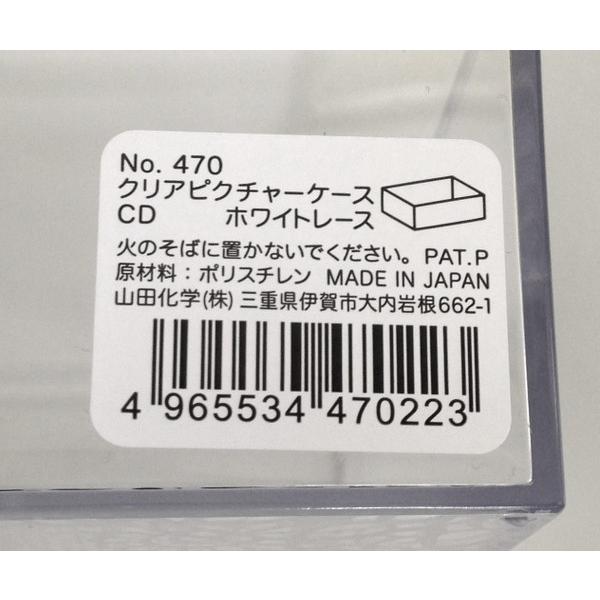 No. 470
クリアピクチャーケース
CD ホワイトレース
火のそばに置かないでください。PAT.P
原材料：ポリスチレン MADE IN JAPAN
山田化学(株) 三重県伊賀市大内岩根662-1
4 965534 470223